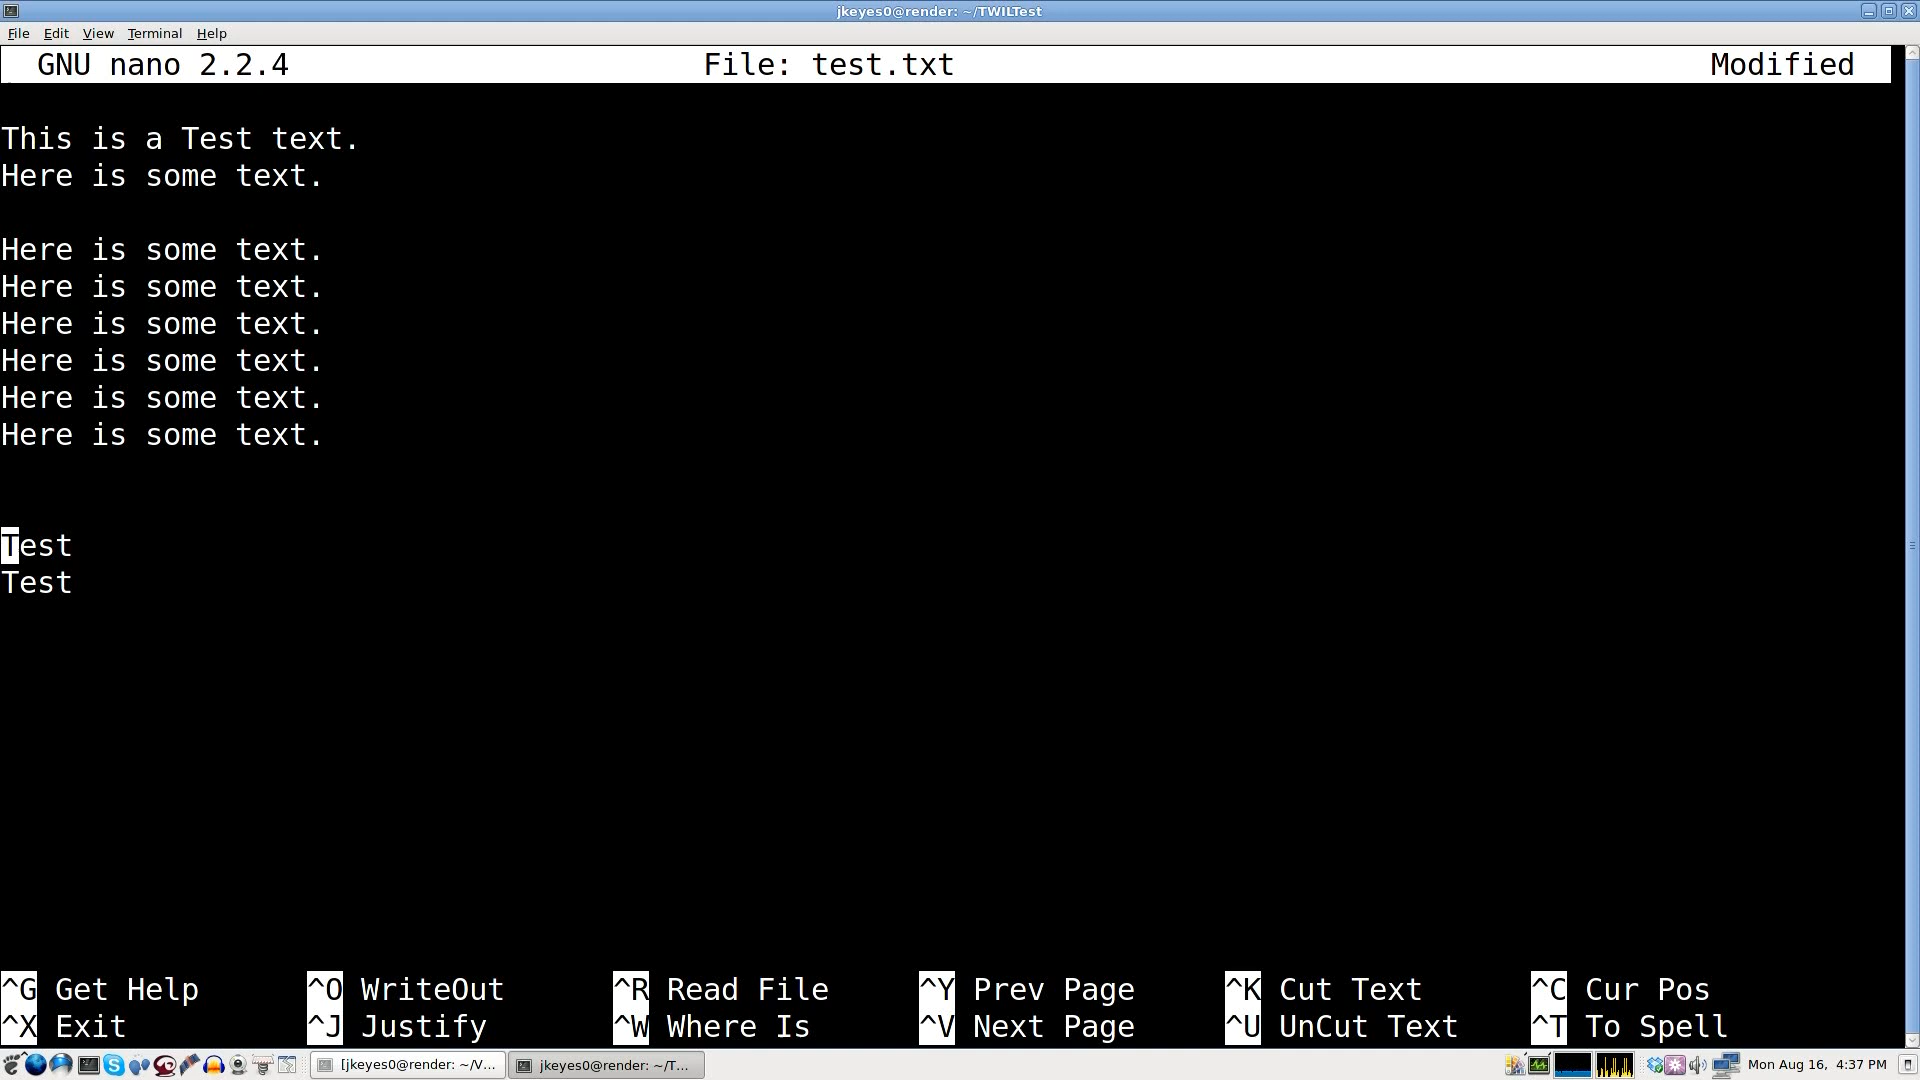 jkeyes0@render: ~/TWILTest
File Edit View Terminal Help
GNU nano 2.2.4 File: test.txt Modified
This is a Test text.
Here is some text.
Here is some text.
Here is some text.
Here is some text.
Here is some text.
Here is some text.
Here is some text.
Test
Test
^G Get Help ^O WriteOut ^R Read File ^Y Prev Page ^K Cut Text ^C Cur Pos
^X Exit ^J Justify ^W Where Is ^V Next Page ^U UnCut Text ^T To Spell
[jkeyes0@render: ~/V... jkeyes0@render: ~/T... Mon Aug 16, 4:37 PM